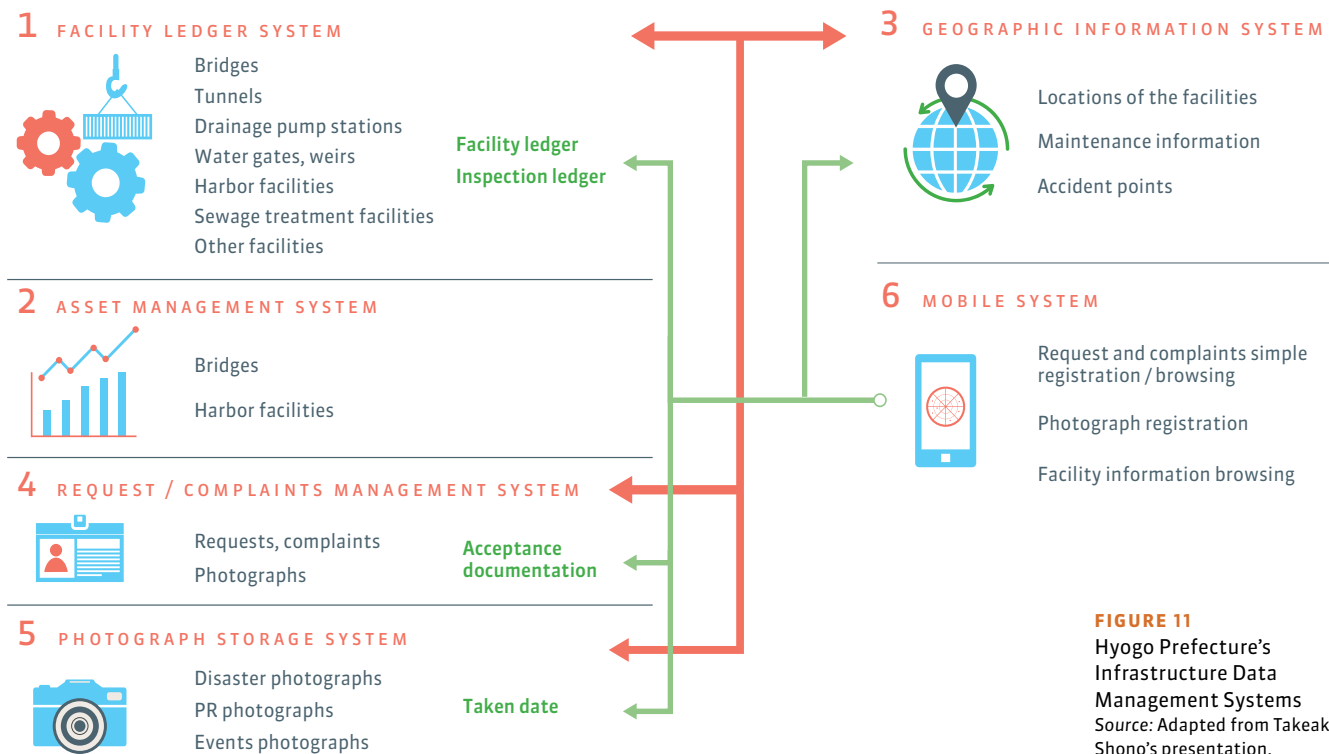 1 FACILITY LEDGER SYSTEM
Bridges
Tunnels
Drainage pump stations
Water gates, weirs
Harbor facilities
Sewage treatment facilities
Other facilities
Facility ledger
Inspection ledger
2 ASSET MANAGEMENT SYSTEM
Bridges
Harbor facilities
4 REQUEST / COMPLAINTS MANAGEMENT SYSTEM
Requests, complaints
Photographs
Acceptance
documentation
5 PHOTOGRAPH STORAGE SYSTEM
Disaster photographs
PR photographs
Events photographs
Taken date
3 GEOGRAPHIC INFORMATION SYSTEM
Locations of the facilities
Maintenance information
Accident points
6 MOBILE SYSTEM
Request and complaints simple
registration / browsing
Photograph registration
Facility information browsing
FIGURE 11
Hyogo Prefecture's
Infrastructure Data
Management Systems
Source: Adapted from Takeak
Shono's presentation.